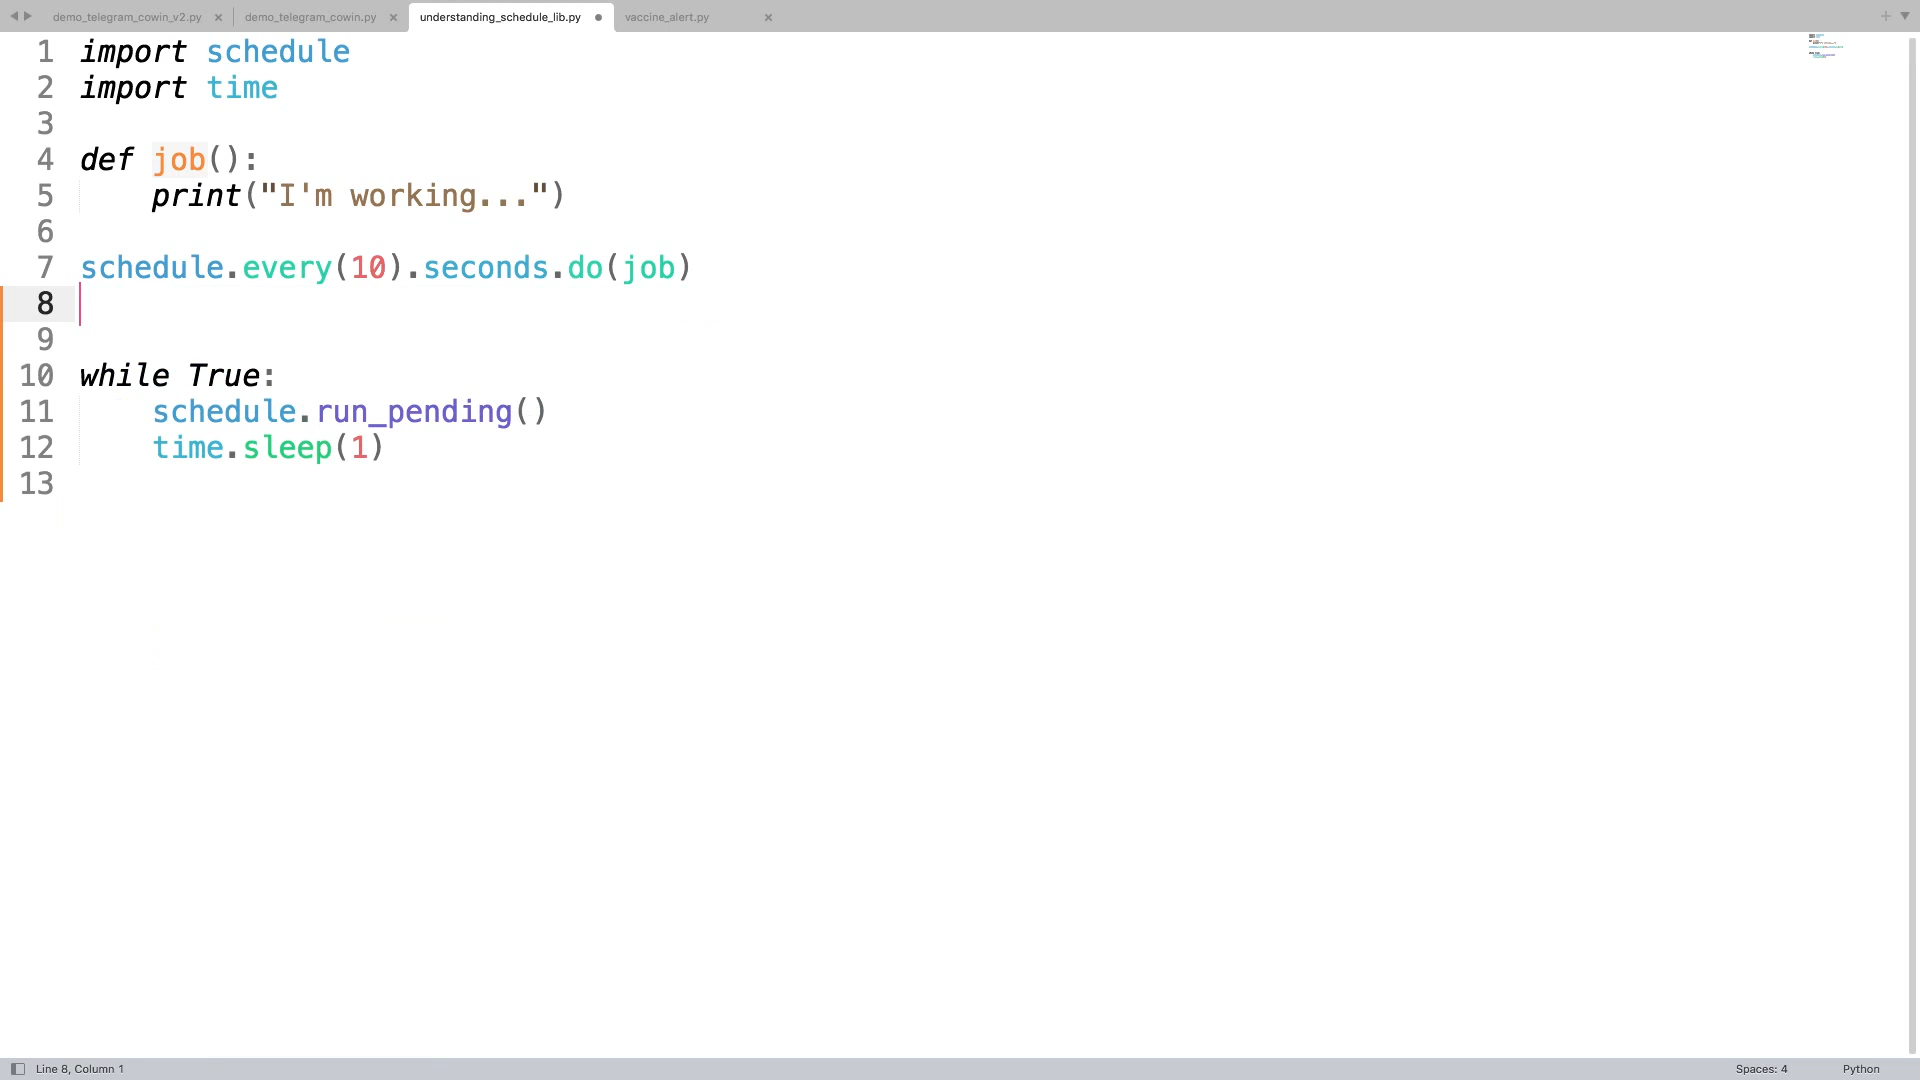 demo_telegram_cowin_v2.py × demo_telegram_cowin.py × understanding_schedule_lib.py vaccine_alert.py ×
1 import schedule
2 import time
3
4 def job():
5 print("I'm working...")
6
7 schedule.every(10).seconds.do(job)
8
9
10 while True:
11 schedule.run_pending()
12 time.sleep(1)
13
Line 8, Column 1 Spaces: 4 Python